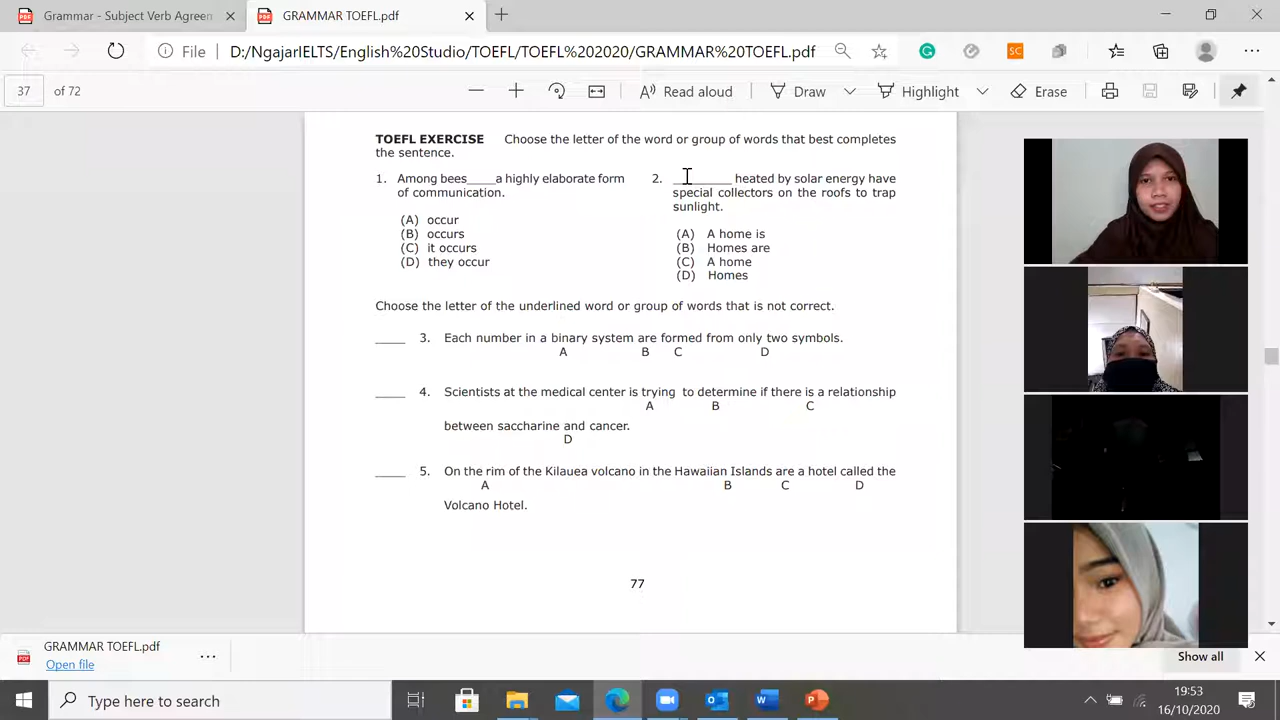 Grammar - Subject Verb Agreen
GRAMMAR TOEFL.pdf
File
D:/NgajarIELTS/English%20Studio/TOEFL/TOEFL%202020/GRAMMAR%20TOEFL.pdf
SC
37 of 72
Read aloud
Draw
Highlight
Erase
TOEFL EXERCISE Choose the letter of the word or group of words that best completes
the sentence.
1. Among bees____a highly elaborate form
of communication.
(A) occur
(B) occurs
(C) it occurs
(D) they occur
2. ________ heated by solar energy have
special collectors on the roofs to trap
sunlight.
(A) A home is
(B) Homes are
(C) A home
(D) Homes
Choose the letter of the underlined word or group of words that is not correct.
____ 3. Each number in a binary system are formed from only two symbols.
A B C D
____ 4. Scientists at the medical center is trying to determine if there is a relationship
A B C
between saccharine and cancer.
D
____ 5. On the rim of the Kilauea volcano in the Hawaiian Islands are a hotel called the
A B C D
Volcano Hotel.
77
GRAMMAR TOEFL.pdf
Open file
Show all
Type here to search
19:53
16/10/2020